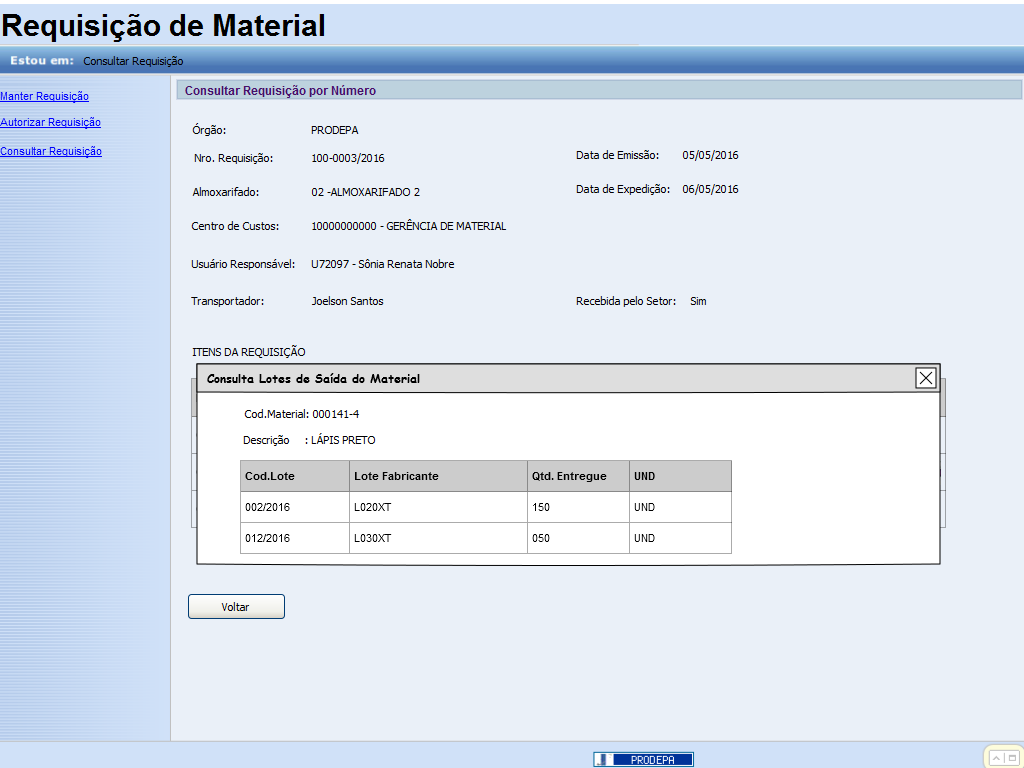 Requisição de Material
Estou em: Consultar Requisição
Manter Requisição
Autorizar Requisição
Consultar Requisição
Consultar Requisição por Número
Órgão: PRODEPA
Nro. Requisição: 100-0003/2016 Data de Emissão: 05/05/2016
Almoxarifado: 02 -ALMOXARIFADO 2 Data de Expedição: 06/05/2016
Centro de Custos: 10000000000 - GERÊNCIA DE MATERIAL
Usuário Responsável: U72097 - Sônia Renata Nobre
Transportador: Joelson Santos Recebida pelo Setor: Sim
ITENS DA REQUISIÇÃO
Consulta Lotes de Saída do Material
Cod.Material: 000141-4
Descrição : LÁPIS PRETO
Cod.Lote Lote Fabricante Qtd. Entregue UND
002/2016 L020XT 150 UND
012/2016 L030XT 050 UND
Voltar
PRODEPA